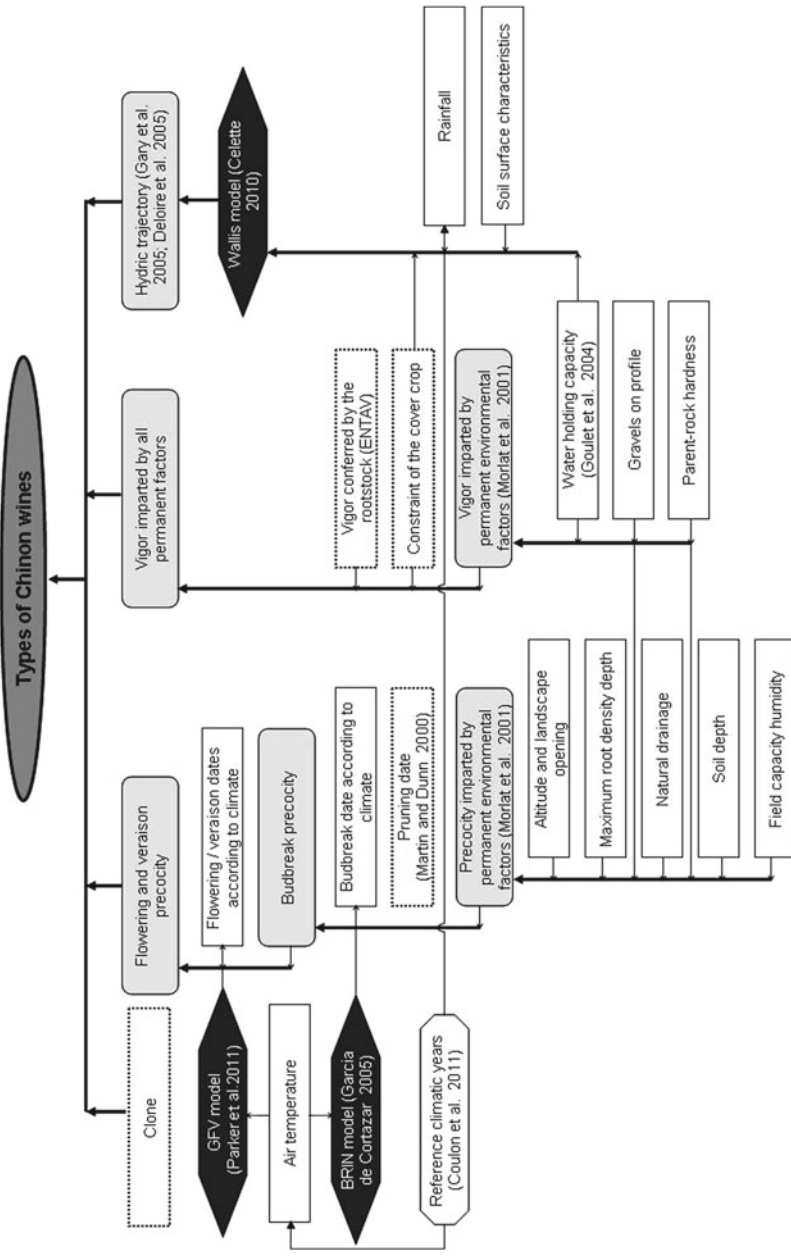 Types of Chinon wines
Clone
Flowering and veraison
precocity
Vigor imparted by all
permanent factors
Hydric trajectory (Gary et al.
2005; Deloire et al. 2005)
GFV model
(Parker et al.2011)
Flowering / veraison dates
according to climate
Wallis model (Celette
2010)
Air temperature
Budbreak precocity
BRIN model (Garcia
de Cortazar 2005)
Budbreak date according to
climate
Vigor conferred by the
rootstock (ENTAV)
Pruning date
(Martin and Dunn 2000)
Constraint of the cover crop
Reference climatic years
(Coulon et al. 2011)
Rainfall
Precocity imparted by
permanent environmental
factors (Morlat et al. 2001)
Vigor imparted by
permanent environmental
factors (Morlat et al. 2001)
Soil surface characteristics
Altitude and landscape
opening
Water holding capacity
(Goulet et al. 2004)
Maximum root density depth
Gravels on profile
Natural drainage
Parent-rock hardness
Soil depth
Field capacity humidity